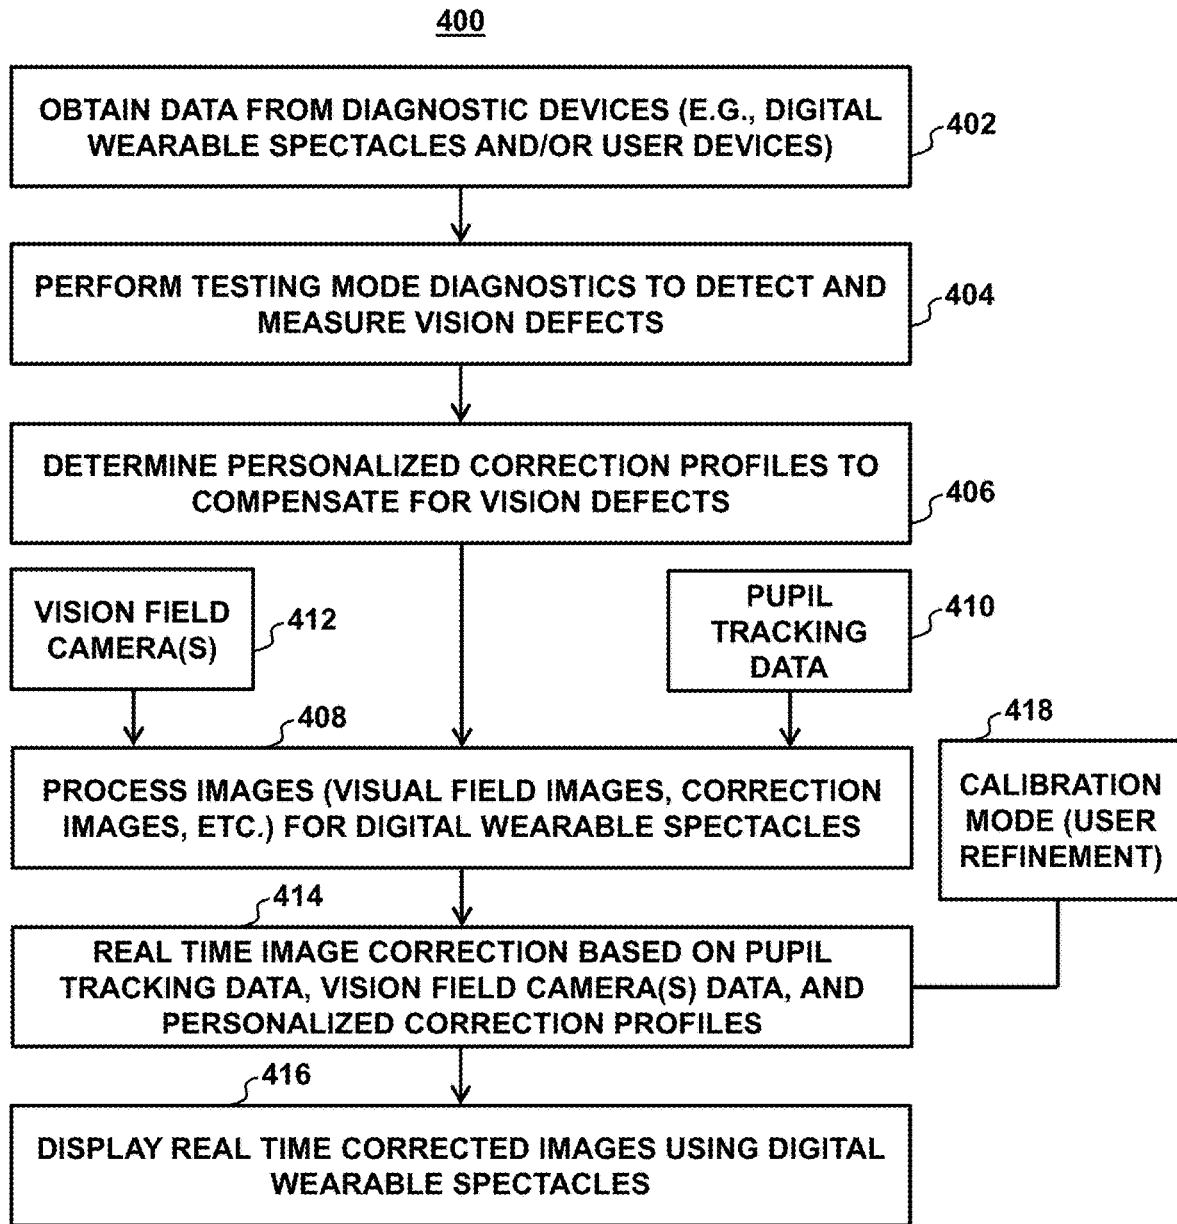 400
OBTAIN DATA FROM DIAGNOSTIC DEVICES (E.G., DIGITAL
WEARABLE SPECTACLES AND/OR USER DEVICES)
402
PERFORM TESTING MODE DIAGNOSTICS TO DETECT AND
MEASURE VISION DEFECTS
404
DETERMINE PERSONALIZED CORRECTION PROFILES TO
COMPENSATE FOR VISION DEFECTS
406
VISION FIELD
CAMERA(S)
412
PUPIL
TRACKING
DATA
410
408
PROCESS IMAGES (VISUAL FIELD IMAGES, CORRECTION
IMAGES, ETC.) FOR DIGITAL WEARABLE SPECTACLES
418
CALIBRATION
MODE (USER
REFINEMENT)
414
REAL TIME IMAGE CORRECTION BASED ON PUPIL
TRACKING DATA, VISION FIELD CAMERA(S) DATA, AND
PERSONALIZED CORRECTION PROFILES
416
DISPLAY REAL TIME CORRECTED IMAGES USING DIGITAL
WEARABLE SPECTACLES